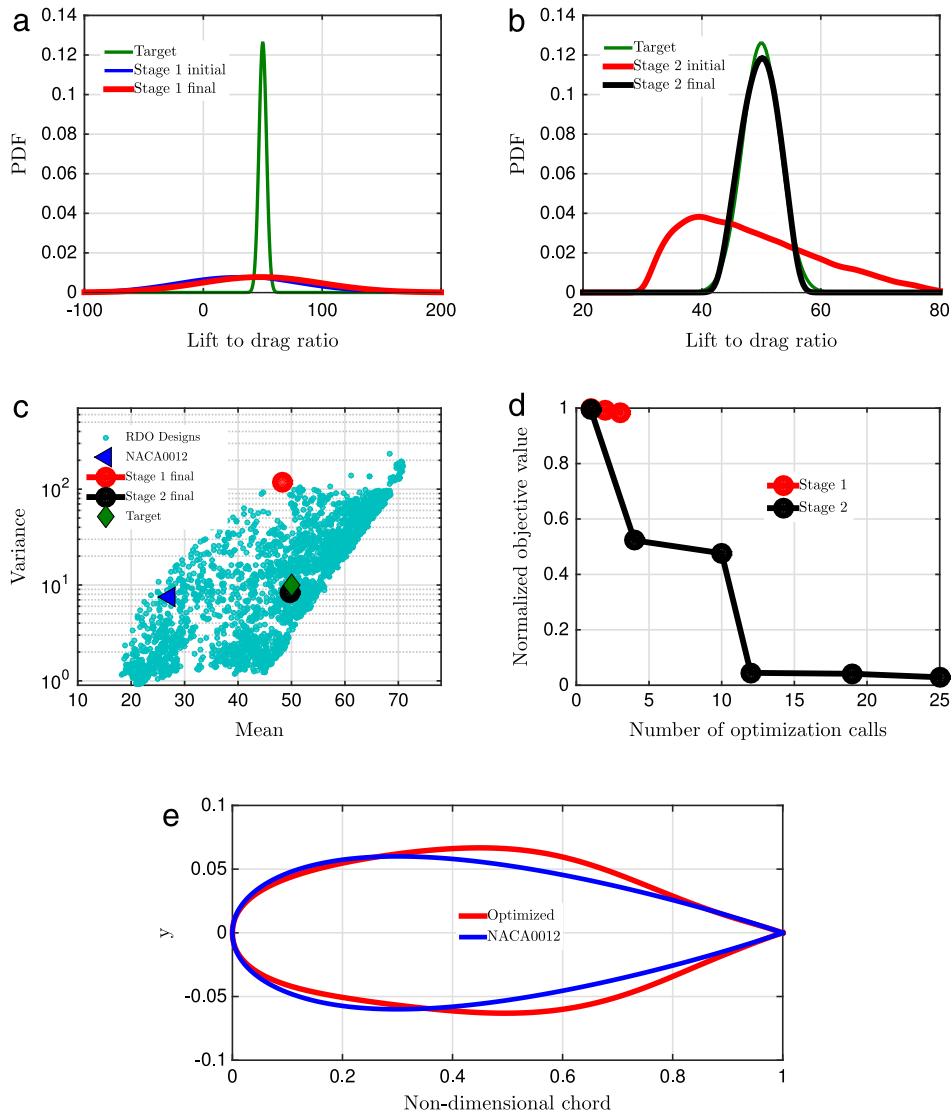 a
0.14
0.12
0.1
0.08
0.06
0.04
0.02
0
-100
0
100
200
PDF
Lift to drag ratio
Target
Stage 1 initial
Stage 1 final
b
0.14
0.12
0.1
0.08
0.06
0.04
0.02
0
20
40
60
80
PDF
Lift to drag ratio
Target
Stage 2 initial
Stage 2 final
c
10^2
10^1
10^0
10
20
30
40
50
60
70
Variance
Mean
RDO Designs
NACA0012
Stage 1 final
Stage 2 final
Target
d
1
0.8
0.6
0.4
0.2
0
0
5
10
15
20
25
Normalized objective value
Number of optimization calls
Stage 1
Stage 2
e
0.1
0.05
0
-0.05
-0.1
0
0.2
0.4
0.6
0.8
1
y
Non-dimensional chord
Optimized
NACA0012